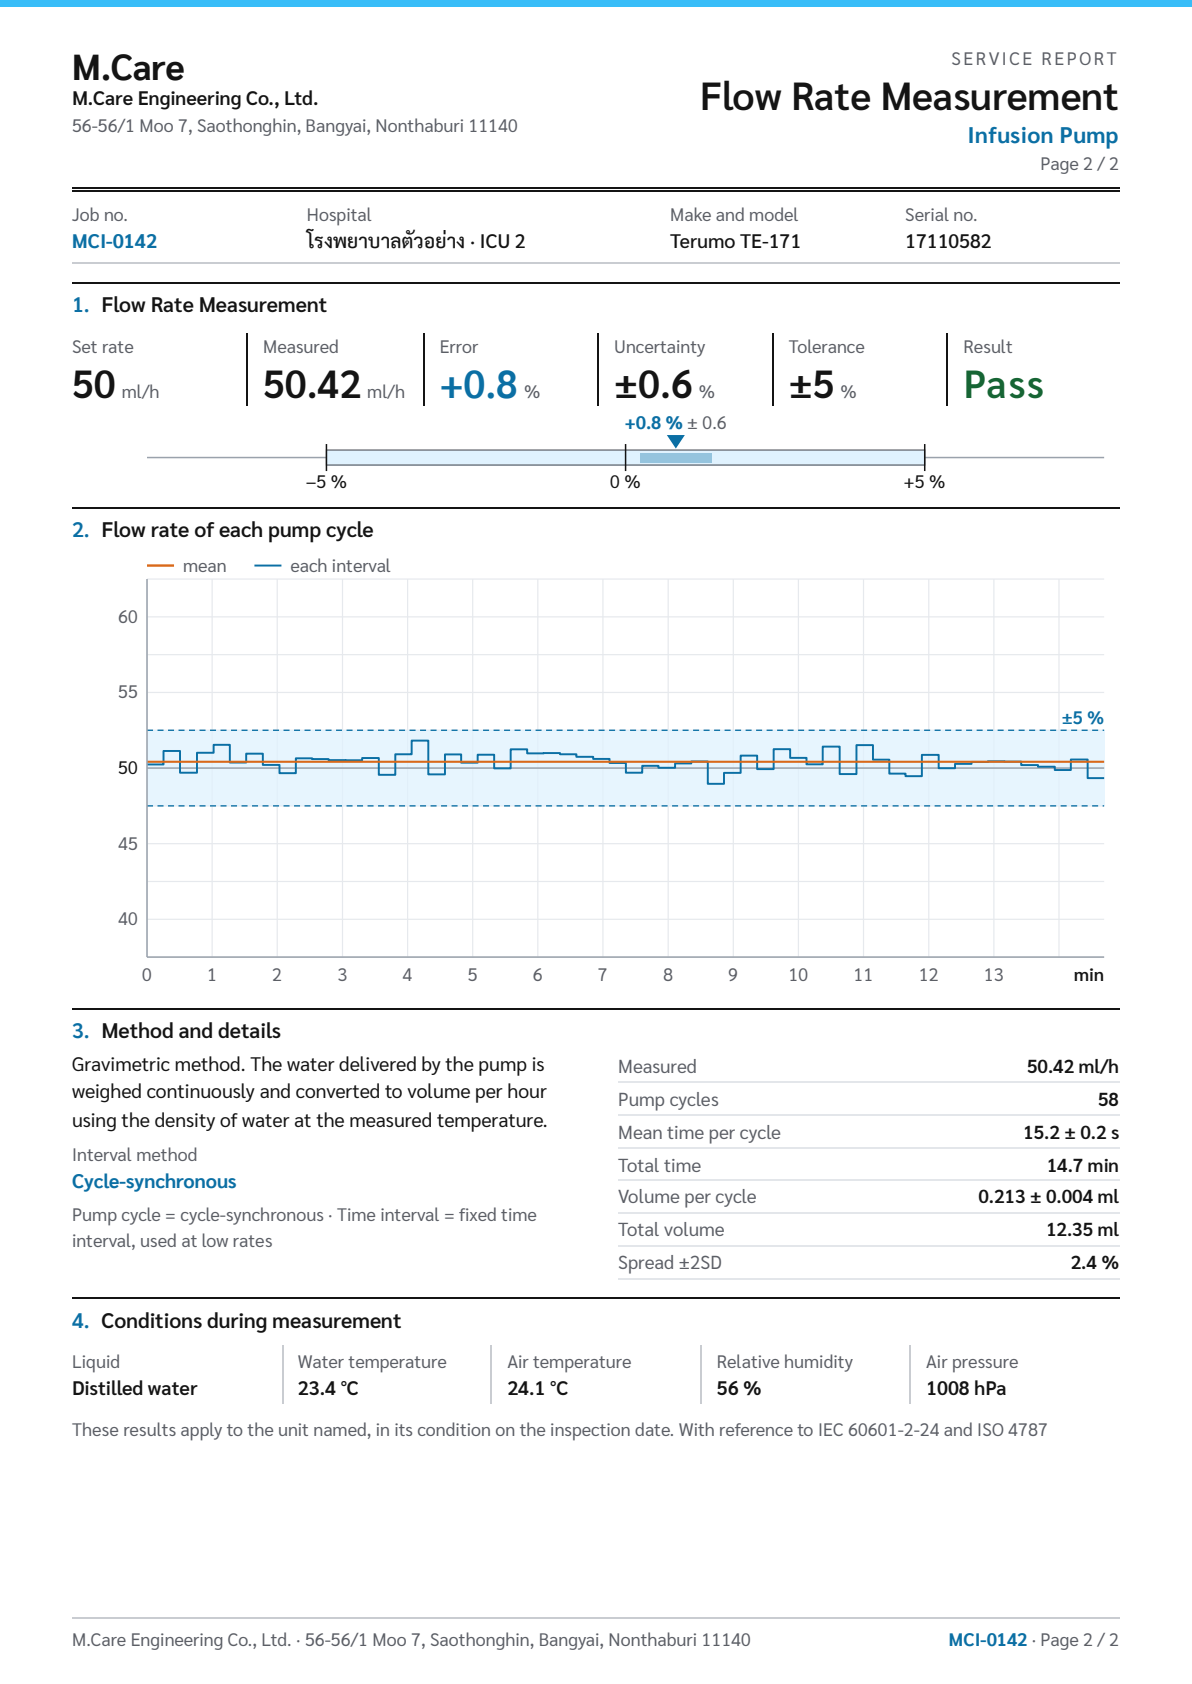 M.Care
M.Care Engineering Co., Ltd.
56-56/1 Moo 7, Saothonghin, Bangyai, Nonthaburi 11140
SERVICE REPORT
Flow Rate Measurement
Infusion Pump
Page 2 / 2
Job no. Hospital Make and model Serial no.
MCI-0142 โรงพยาบาลตัวอย่าง · ICU 2 Terumo TE-171 17110582
1. Flow Rate Measurement
Set rate Measured Error Uncertainty Tolerance Result
50 ml/h 50.42 ml/h +0.8 % ±0.6 % ±5 % Pass
+0.8 % ± 0.6
−5 % 0 % +5 %
2. Flow rate of each pump cycle
mean each interval
60
55
±5 %
50
45
40
0 1 2 3 4 5 6 7 8 9 10 11 12 13 min
3. Method and details
Gravimetric method. The water delivered by the pump is
weighed continuously and converted to volume per hour
using the density of water at the measured temperature.
Interval method
Cycle-synchronous
Pump cycle = cycle-synchronous · Time interval = fixed time
interval, used at low rates
Measured 50.42 ml/h
Pump cycles 58
Mean time per cycle 15.2 ± 0.2 s
Total time 14.7 min
Volume per cycle 0.213 ± 0.004 ml
Total volume 12.35 ml
Spread ±2SD 2.4 %
4. Conditions during measurement
Liquid Water temperature Air temperature Relative humidity Air pressure
Distilled water 23.4 °C 24.1 °C 56 % 1008 hPa
These results apply to the unit named, in its condition on the inspection date. With reference to IEC 60601-2-24 and ISO 4787
M.Care Engineering Co., Ltd. · 56-56/1 Moo 7, Saothonghin, Bangyai, Nonthaburi 11140 MCI-0142 · Page 2 / 2